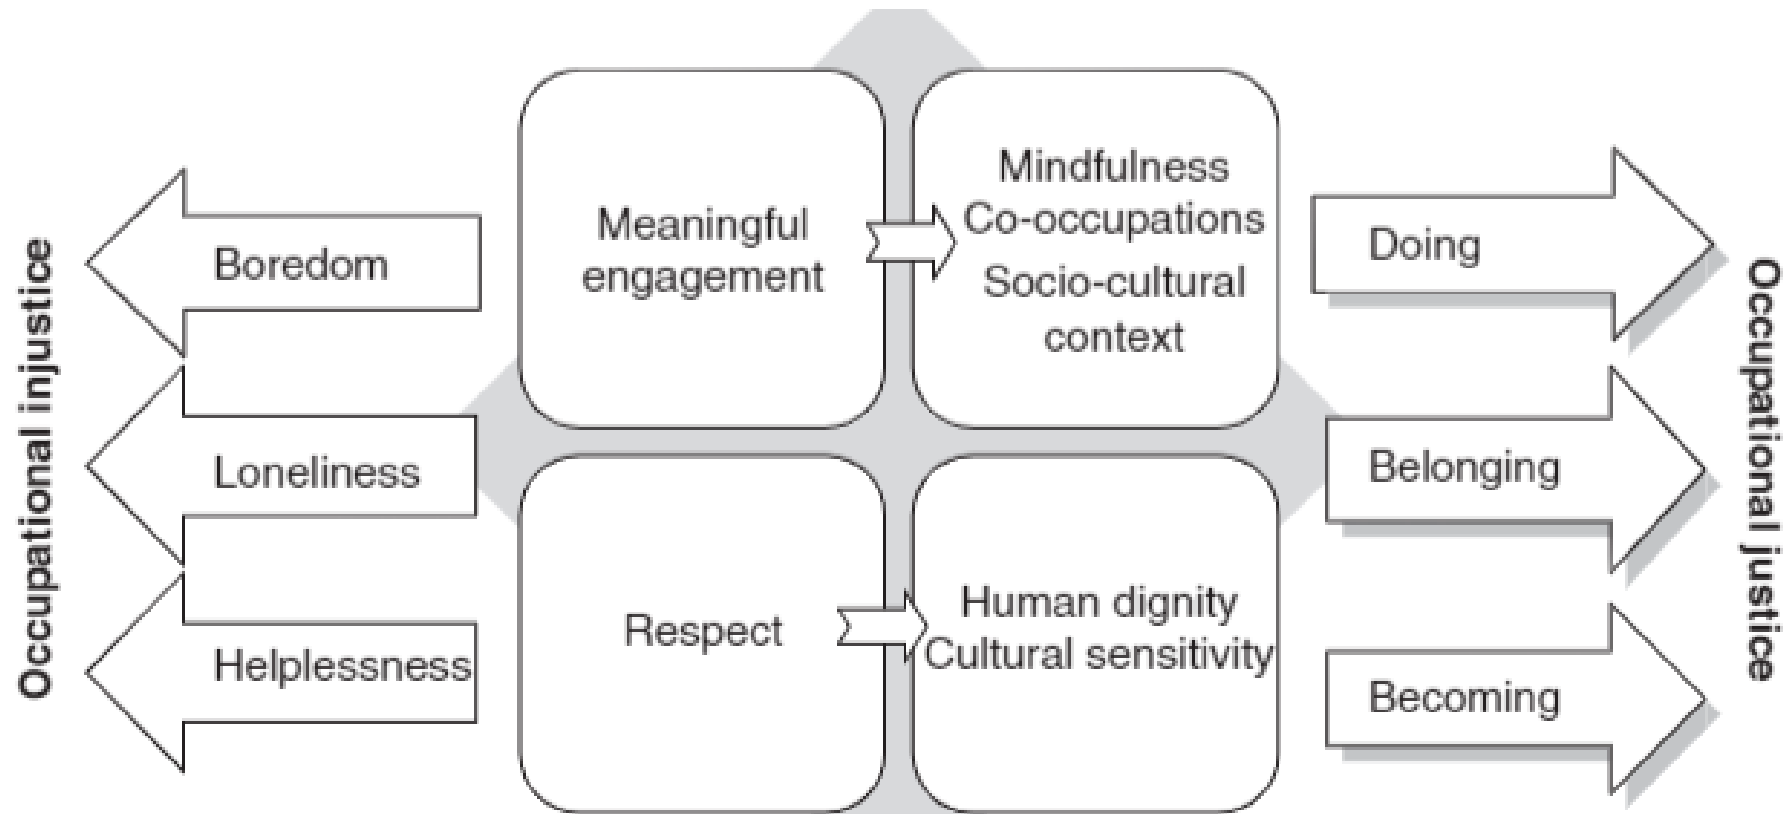 Occupational injustice
Boredom
Loneliness
Helplessness
Meaningful
engagement
Mindfulness
Co-occupations
Socio-cultural
context
Respect
Human dignity
Cultural sensitivity
Doing
Belonging
Becoming
Occupational justice